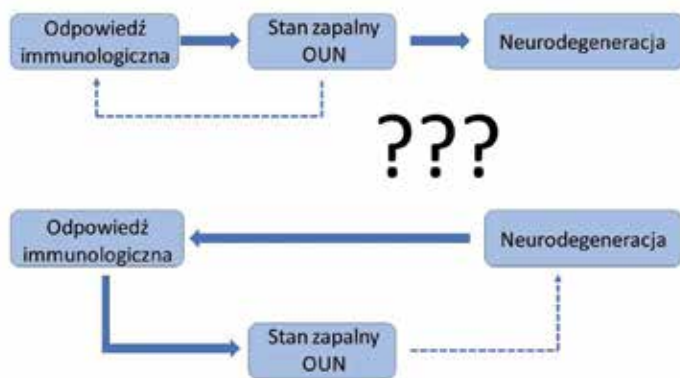 Odpowiedź
immunologiczna
Stan zapalny
OUN
Neurodegeneracja
???
Odpowiedź
immunologiczna
Neurodegeneracja
Stan zapalny
OUN